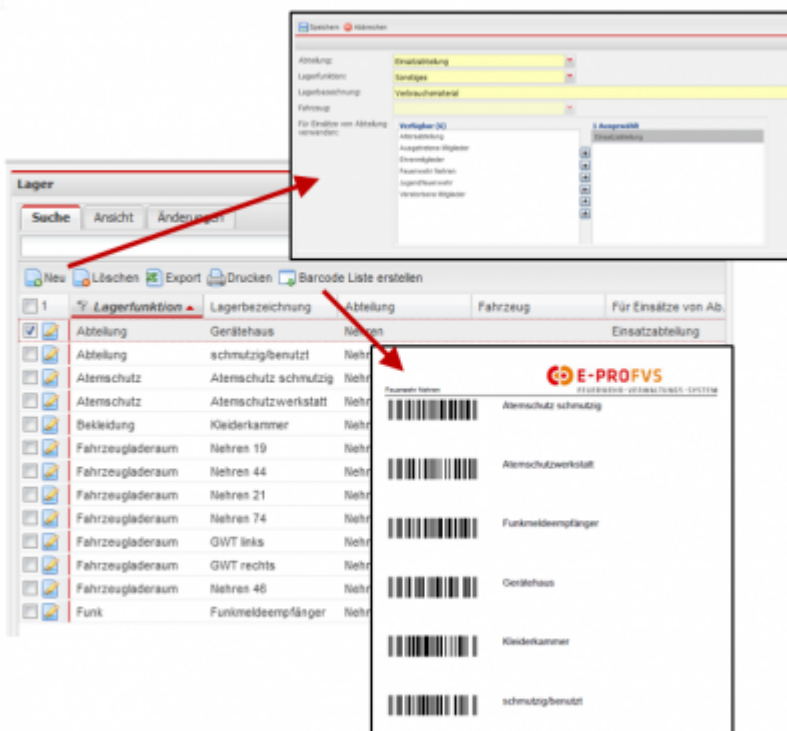 Speichern Abbrechen
Abteilung: Einsatzabteilung
Lagerfunktion: Sonstiges
Lagerbezeichnung: Verbrauchsmaterial
Fahrzeug:
Für Einsätze von Abteilung verwenden:
Verfügbar (6) 1 Ausgewählt
Altersabteilung Einsatzabteilung
Ausgetretene Mitglieder
Ehrenmitglieder
Feuerwehr Nehren
Jugendfeuerwehr
Verstorbene Mitglieder
Lager
Suche Ansicht Änderungen
Neu Löschen Export Drucken Barcode Liste erstellen
1 Lagerfunktion Lagerbezeichnung Abteilung Fahrzeug Für Einsätze von Ab.
Abteilung Gerätehaus Nehren Einsatzabteilung
Abteilung schmutzig/benutzt Nehr
Atemschutz Atemschutz schmutzig Nehr
Atemschutz Atemschutzwerkstatt Nehr
Bekleidung Kleiderkammer Nehr
Fahrzeugladeraum Nehren 19 Nehr
Fahrzeugladeraum Nehren 44 Nehr
Fahrzeugladeraum Nehren 21 Nehr
Fahrzeugladeraum Nehren 74 Nehr
Fahrzeugladeraum GWT links Nehr
Fahrzeugladeraum GWT rechts Nehr
Fahrzeugladeraum Nehren 46 Nehr
Funk Funkmeldeempfänger Nehr
E-PROFVS
Feuerwehr Nehren FEUERWEHR-VERWALTUNGS-SYSTEM
Atemschutz schmutzig
Atemschutzwerkstatt
Funkmeldeempfänger
Gerätehaus
Kleiderkammer
schmutzig/benutzt